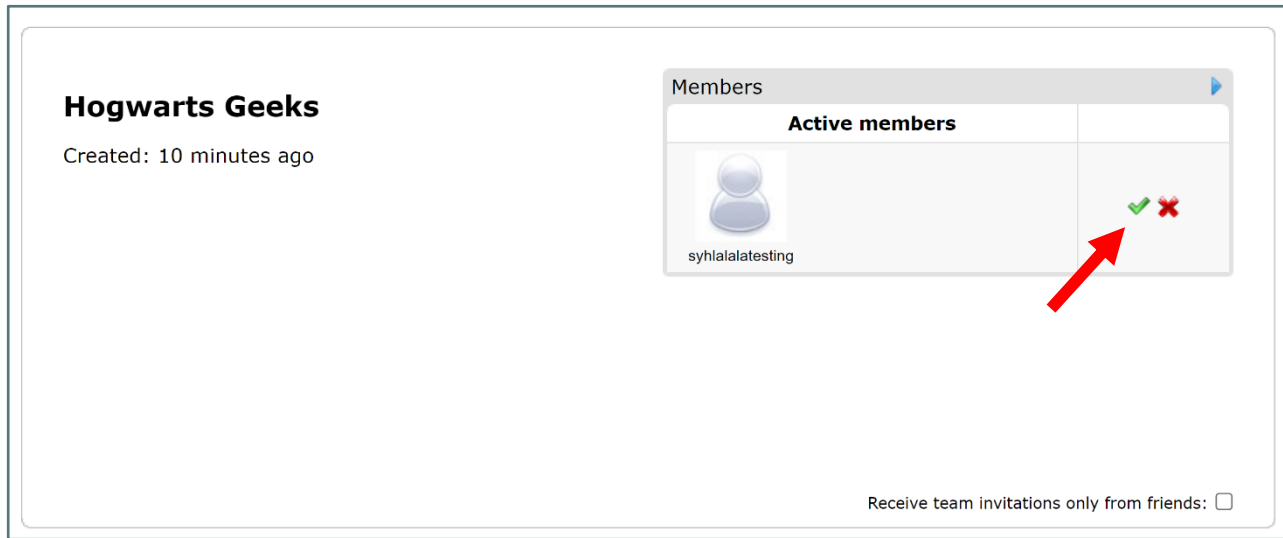 Hogwarts Geeks
Created: 10 minutes ago
Members
Active members
syhlalalatesting
Receive team invitations only from friends: